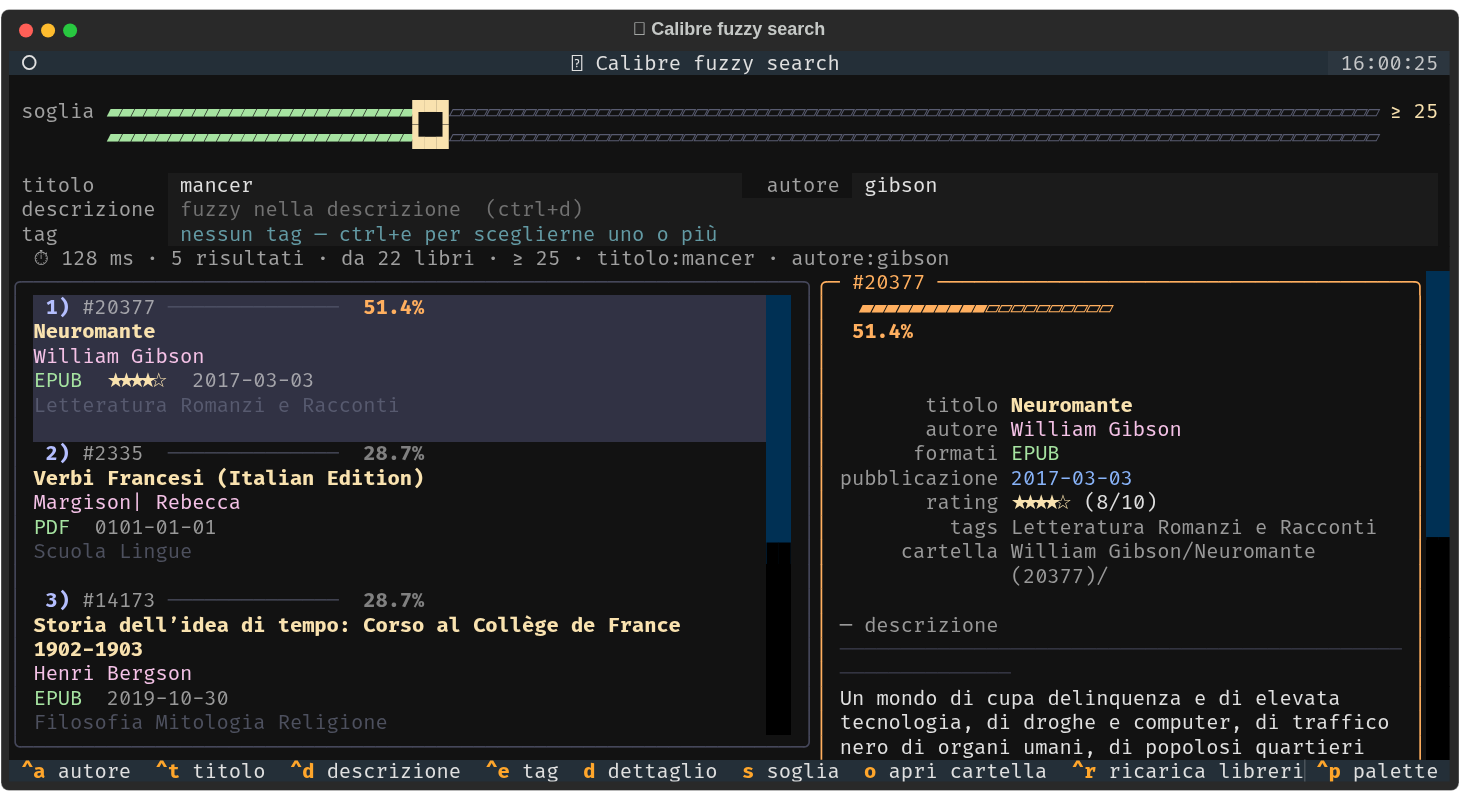 Calibre fuzzy search
Calibre fuzzy search
16:00:25
soglia
≥ 25
titolo mancer autore gibson
descrizione fuzzy nella descrizione (ctrl+d)
tag nessun tag — ctrl+e per sceglierne uno o più
⏱ 128 ms · 5 risultati · da 22 libri · ≥ 25 · titolo:mancer · autore:gibson
1) #20377 51.4%
Neuromante
William Gibson
EPUB ★★★★☆ 2017-03-03
Letteratura Romanzi e Racconti
2) #2335 28.7%
Verbi Francesi (Italian Edition)
Margison| Rebecca
PDF 0101-01-01
Scuola Lingue
3) #14173 28.7%
Storia dell’idea di tempo: Corso al Collège de France
1902-1903
Henri Bergson
EPUB 2019-10-30
Filosofia Mitologia Religione
#20377
51.4%
titolo Neuromante
autore William Gibson
formati EPUB
pubblicazione 2017-03-03
rating ★★★★☆ (8/10)
tags Letteratura Romanzi e Racconti
cartella William Gibson/Neuromante
(20377)/
— descrizione
Un mondo di cupa delinquenza e di elevata
tecnologia, di droghe e computer, di traffico
nero di organi umani, di popolosi quartieri
^a autore ^t titolo ^d descrizione ^e tag d dettaglio s soglia o apri cartella ^r ricarica libreri ^p palette